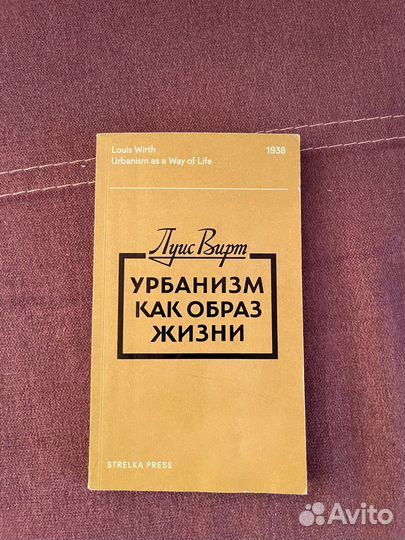 Louis Wirth
1938
Urbanism as a Way of Life
Луис Вирт
УРБАНИЗМ
КАК ОБРАЗ
ЖИЗНИ
STRELKA PRESS
Avito